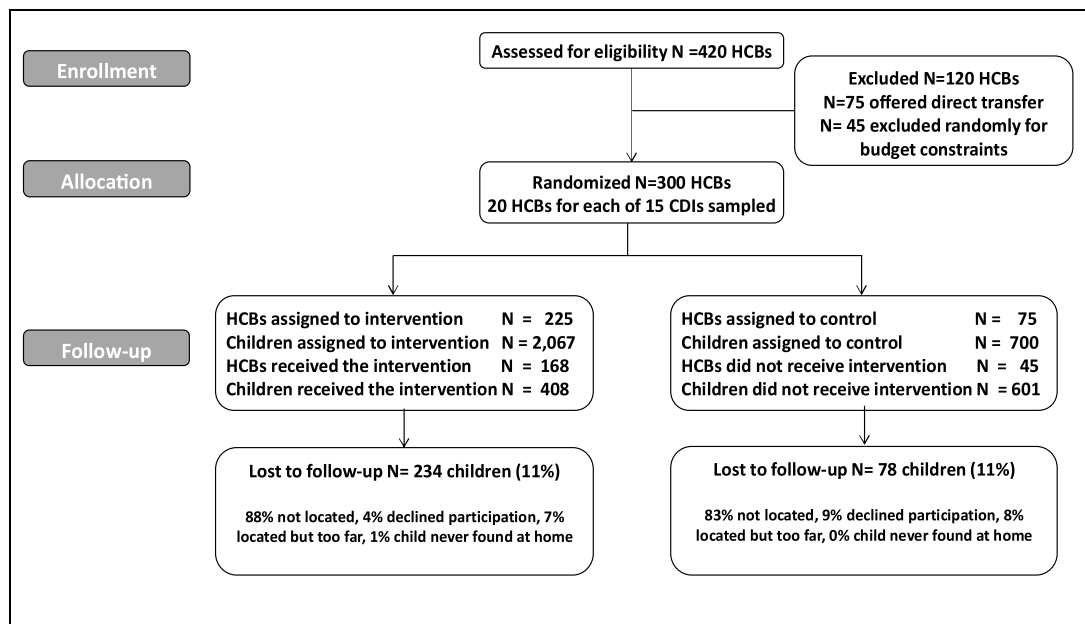 Enrollment
Assessed for eligibility N =420 HCBs
Excluded N=120 HCBs
N=75 offered direct transfer
N= 45 excluded randomly for
budget constraints
Allocation
Randomized N=300 HCBs
20 HCBs for each of 15 CDIs sampled
Follow-up
HCBs assigned to intervention N = 225
Children assigned to intervention N = 2,067
HCBs received the intervention N = 168
Children received the intervention N = 408
HCBs assigned to control N = 75
Children assigned to control N = 700
HCBs did not receive intervention N = 45
Children did not receive intervention N = 601
Lost to follow-up N= 234 children (11%)
88% not located, 4% declined participation, 7%
located but too far, 1% child never found at home
Lost to follow-up N= 78 children (11%)
83% not located, 9% declined participation, 8%
located but too far, 0% child never found at home